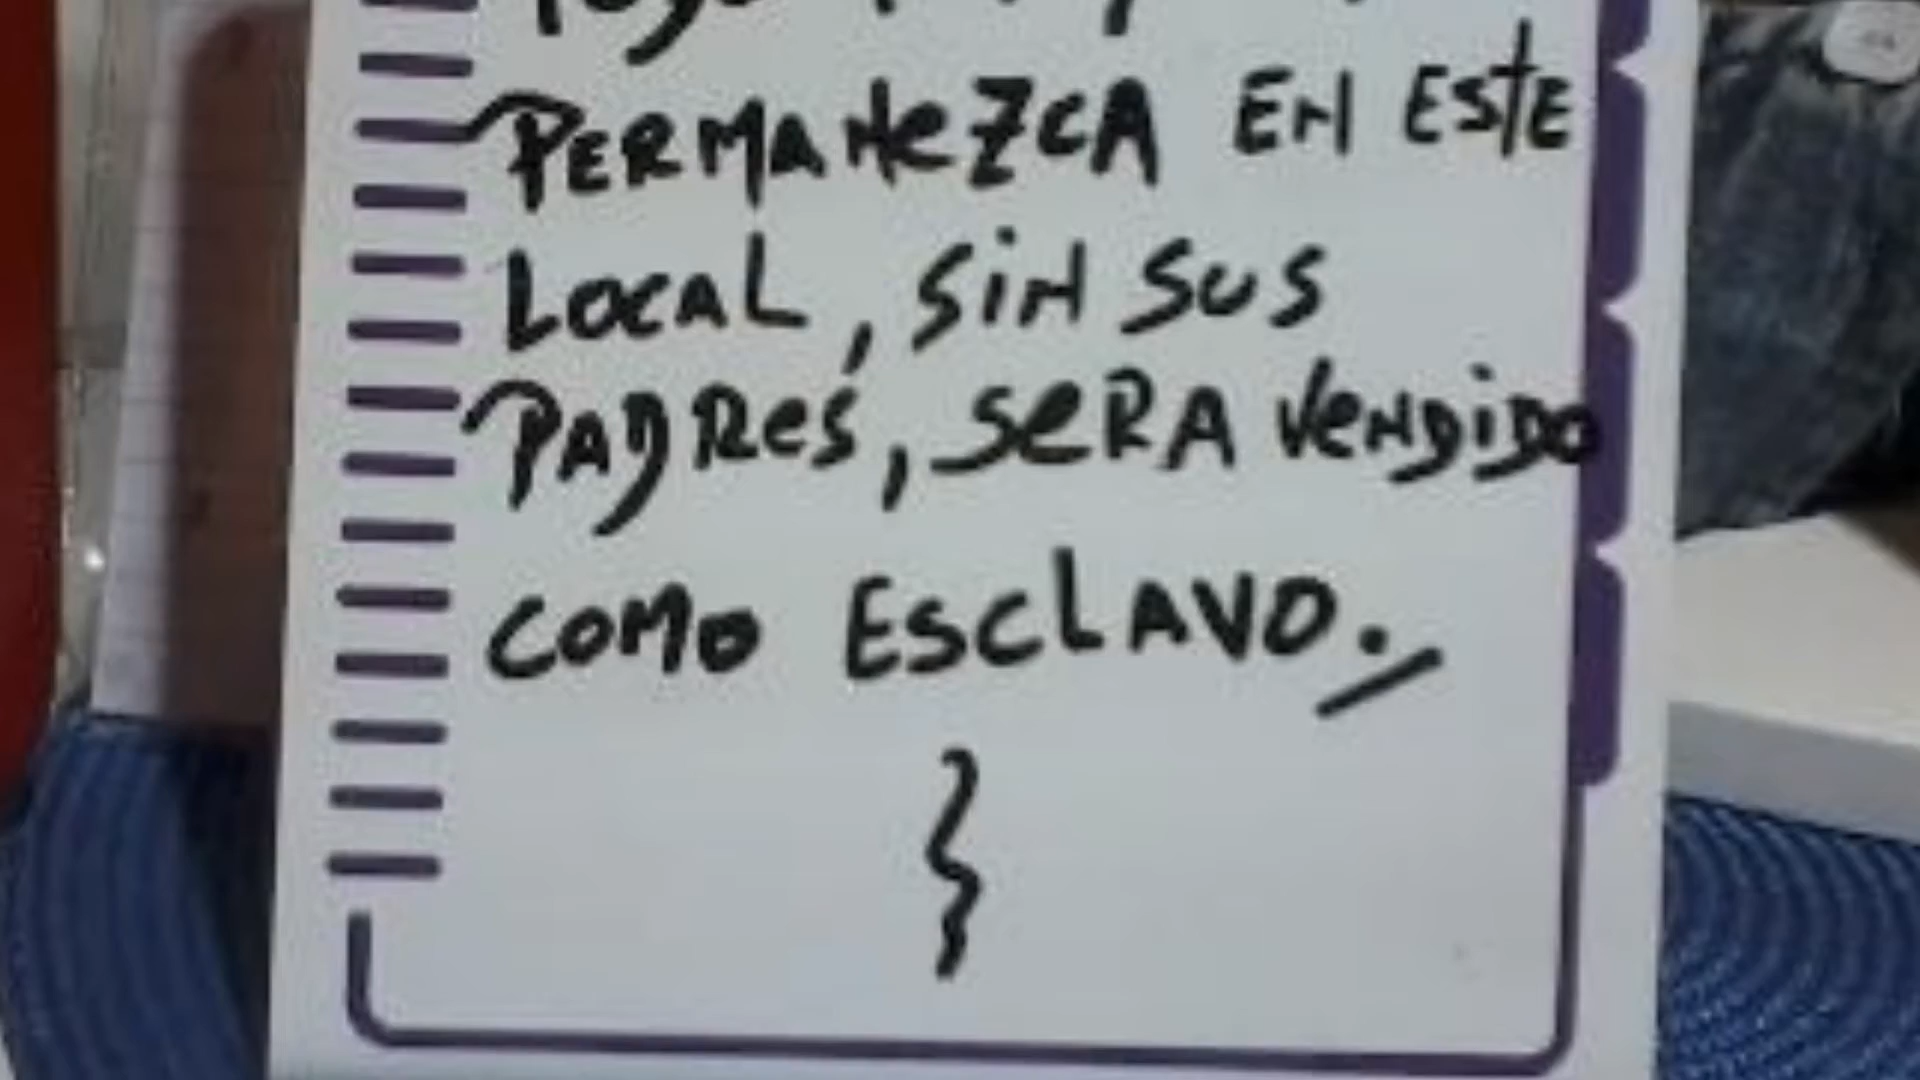 PERMANEZCA EN ESTE
LOCAL, SIN SUS
PADRES, SERA VENDIDO
COMO ESCLAVO.